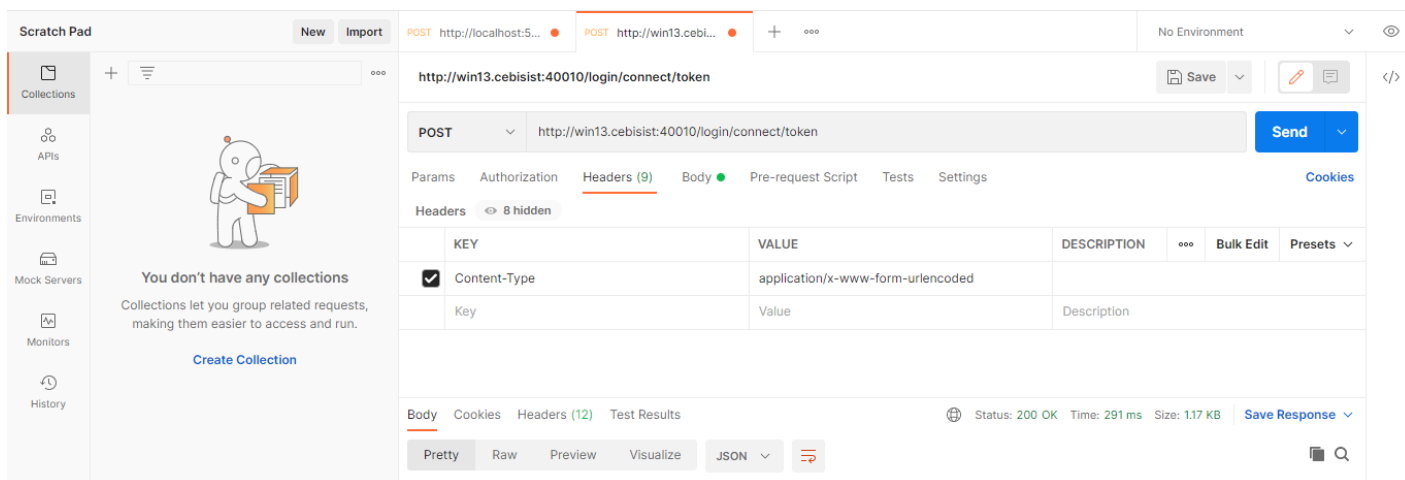 Scratch Pad
New
Import
POST http://localhost:5...
POST http://win13.cebi...
No Environment
Collections
APIs
Environments
Mock Servers
Monitors
History
You don't have any collections
Collections let you group related requests,
making them easier to access and run.
Create Collection
http://win13.cebisist:40010/login/connect/token
Save
</>
POST
http://win13.cebisist:40010/login/connect/token
Send
Params Authorization Headers (9) Body Pre-request Script Tests Settings Cookies
Headers 8 hidden
KEY VALUE DESCRIPTION Bulk Edit Presets
Content-Type application/x-www-form-urlencoded
Key Value Description
Body Cookies Headers (12) Test Results Status: 200 OK Time: 291 ms Size: 1.17 KB Save Response
Pretty Raw Preview Visualize JSON